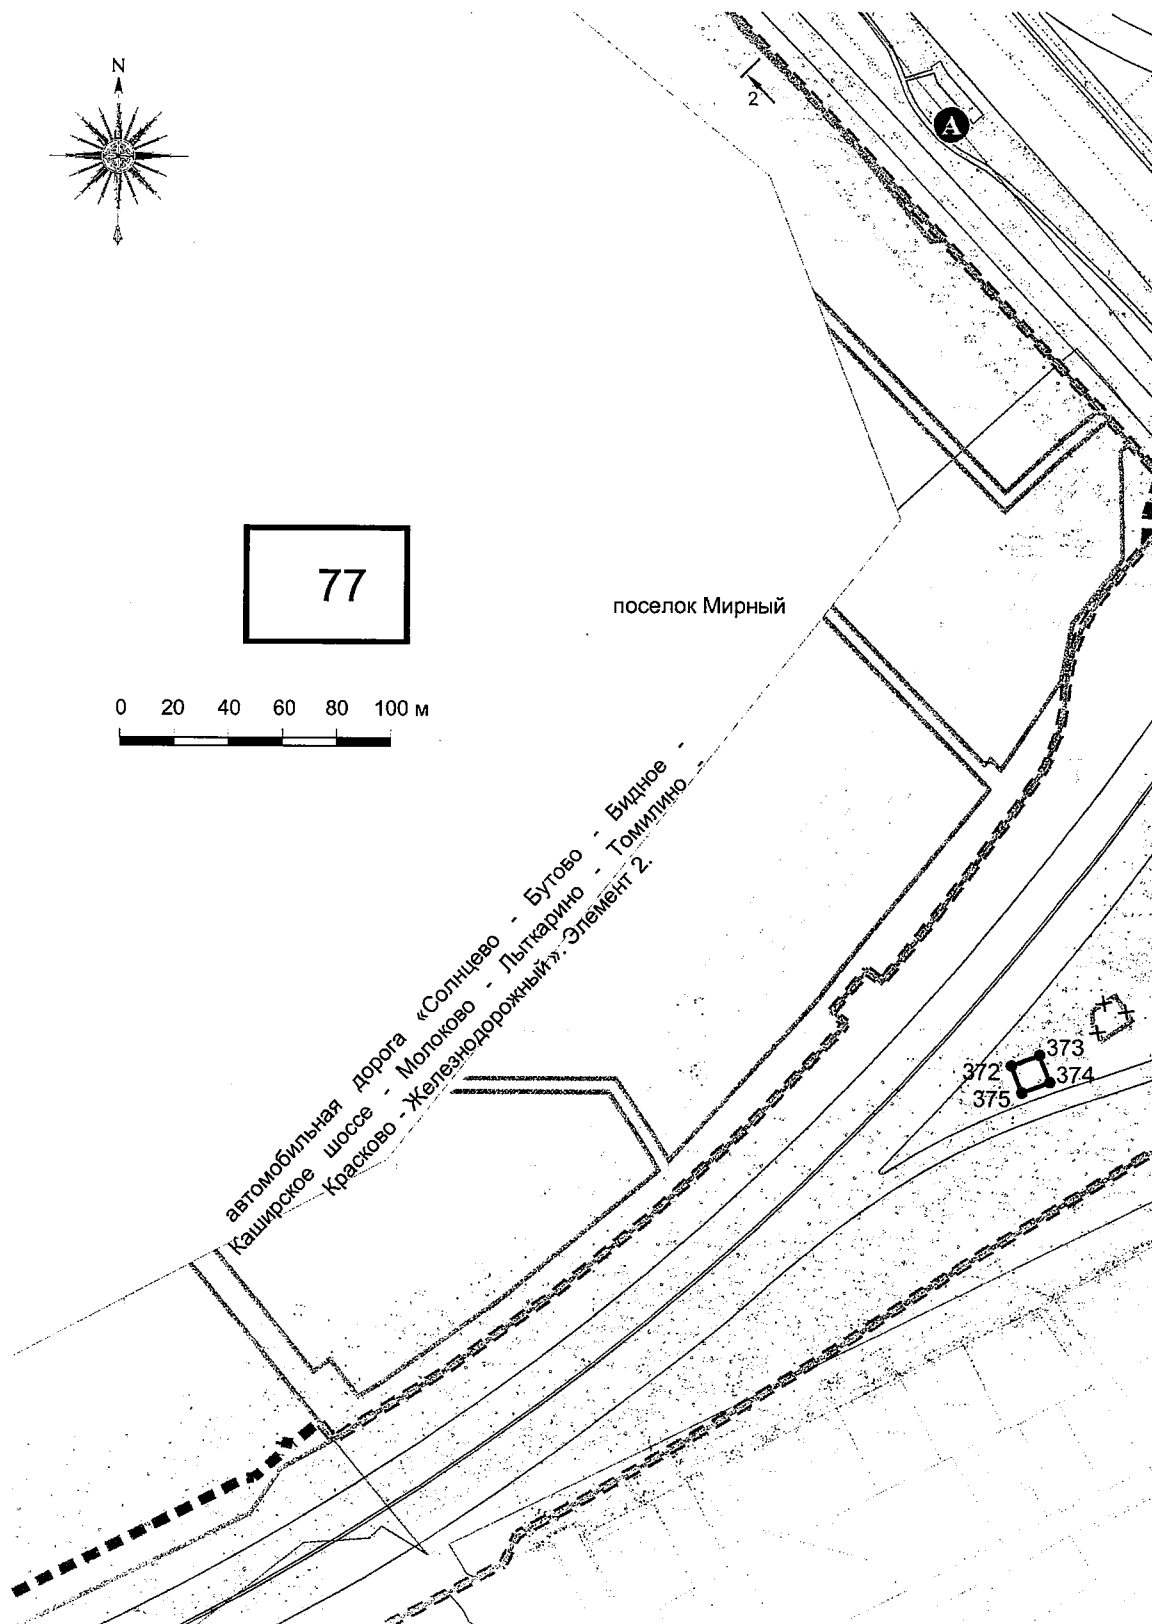 N
2
A
77
поселок Мирный
0 20 40 60 80 100 м
автомобильная дорога «Солнцево - Бутово - Видное -
Каширское шоссе - Молоково - Лыткарино - Томилино -
Красково - Железнодорожный». Элемент 2.
373
372
374
375